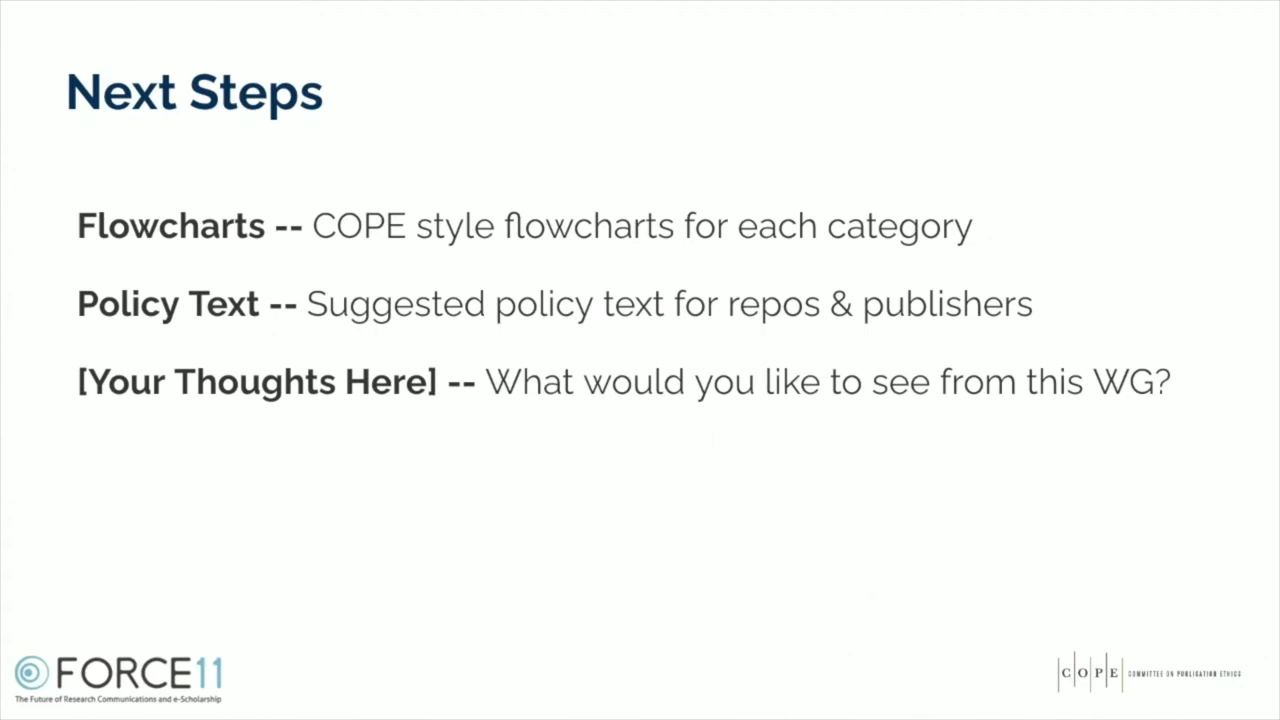 Next Steps
Flowcharts -- COPE style flowcharts for each category
Policy Text -- Suggested policy text for repos & publishers
[Your Thoughts Here] -- What would you like to see from this WG?
FORCE11
The Future of Research Communications and e-Scholarship
COPE COMMITTEE ON PUBLICATION ETHICS